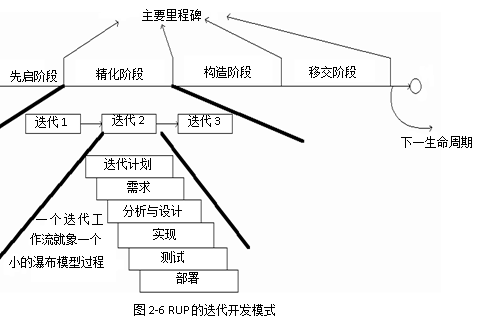 主要里程碑
先启阶段 精化阶段 构造阶段 移交阶段
迭代1 迭代2 迭代3
下一生命周期
迭代计划
需求
分析与设计
实现
测试
部署
一个迭代工
作流就象一个
小的瀑布模型过程
图 2-6 RUP 的迭代开发模式